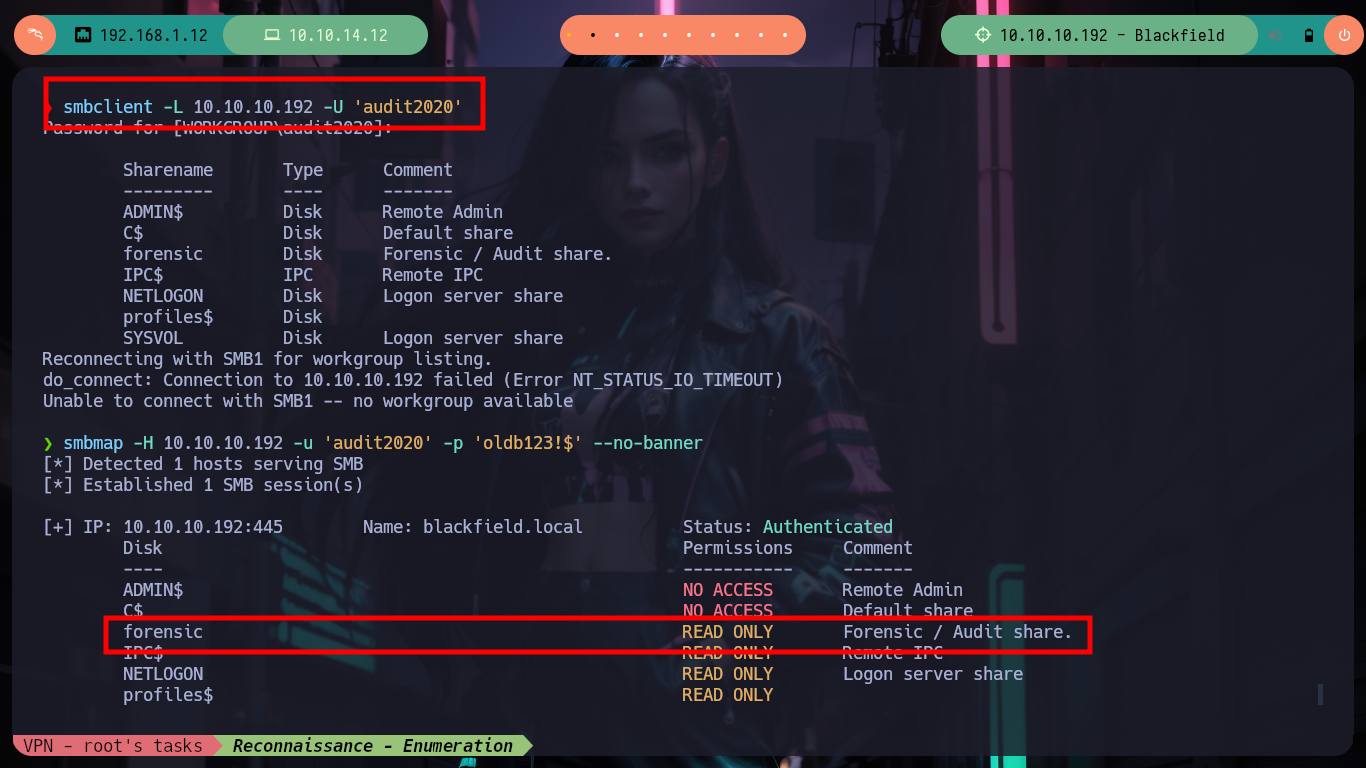 192.168.1.12 10.10.14.12 10.10.10.192 - Blackfield
❯ smbclient -L 10.10.10.192 -U 'audit2020'
Password for [WORKGROUP\audit2020]:
Sharename Type Comment
--------- ---- -------
ADMIN$ Disk Remote Admin
C$ Disk Default share
forensic Disk Forensic / Audit share.
IPC$ IPC Remote IPC
NETLOGON Disk Logon server share
profiles$ Disk
SYSVOL Disk Logon server share
Reconnecting with SMB1 for workgroup listing.
do_connect: Connection to 10.10.10.192 failed (Error NT_STATUS_IO_TIMEOUT)
Unable to connect with SMB1 -- no workgroup available
❯ smbmap -H 10.10.10.192 -u 'audit2020' -p 'oldb123!$' --no-banner
[*] Detected 1 hosts serving SMB
[*] Established 1 SMB session(s)
[+] IP: 10.10.10.192:445 Name: blackfield.local Status: Authenticated
Disk Permissions Comment
---- ----------- -------
ADMIN$ NO ACCESS Remote Admin
C$ NO ACCESS Default share
forensic READ ONLY Forensic / Audit share.
IPC$ READ ONLY Remote IPC
NETLOGON READ ONLY Logon server share
profiles$ READ ONLY
VPN - root's tasks Reconnaissance - Enumeration